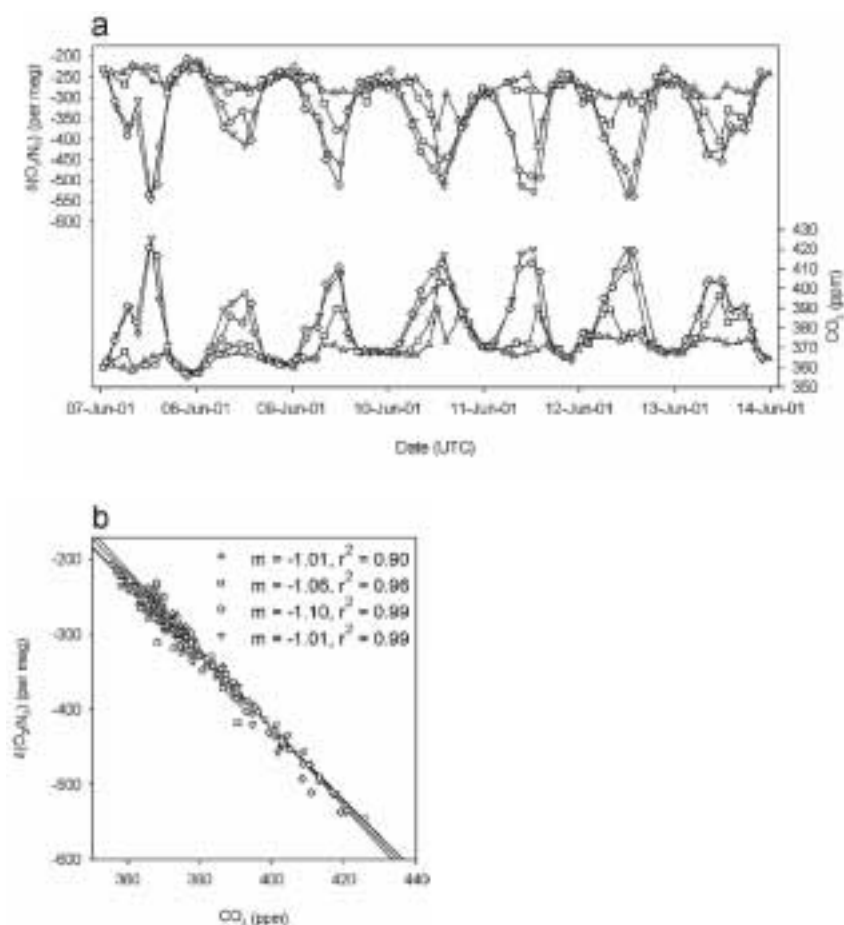 a
δ(O2/N2) (per meg)
-200
-250
-300
-350
-400
-450
-500
-550
-600
430
420
410
400
390
380
370
360
350
CO2 (ppm)
07-Jun-01 06-Jun-01 09-Jun-01 10-Jun-01 11-Jun-01 12-Jun-01 13-Jun-01 14-Jun-01
Date (UTC)
b
δ(O2/N2) (per meg)
-200
-300
-400
-500
-600
m = -1.01, r² = 0.90
m = -1.06, r² = 0.96
m = -1.10, r² = 0.99
m = -1.01, r² = 0.99
360 380 400 420 440
CO2 (ppm)